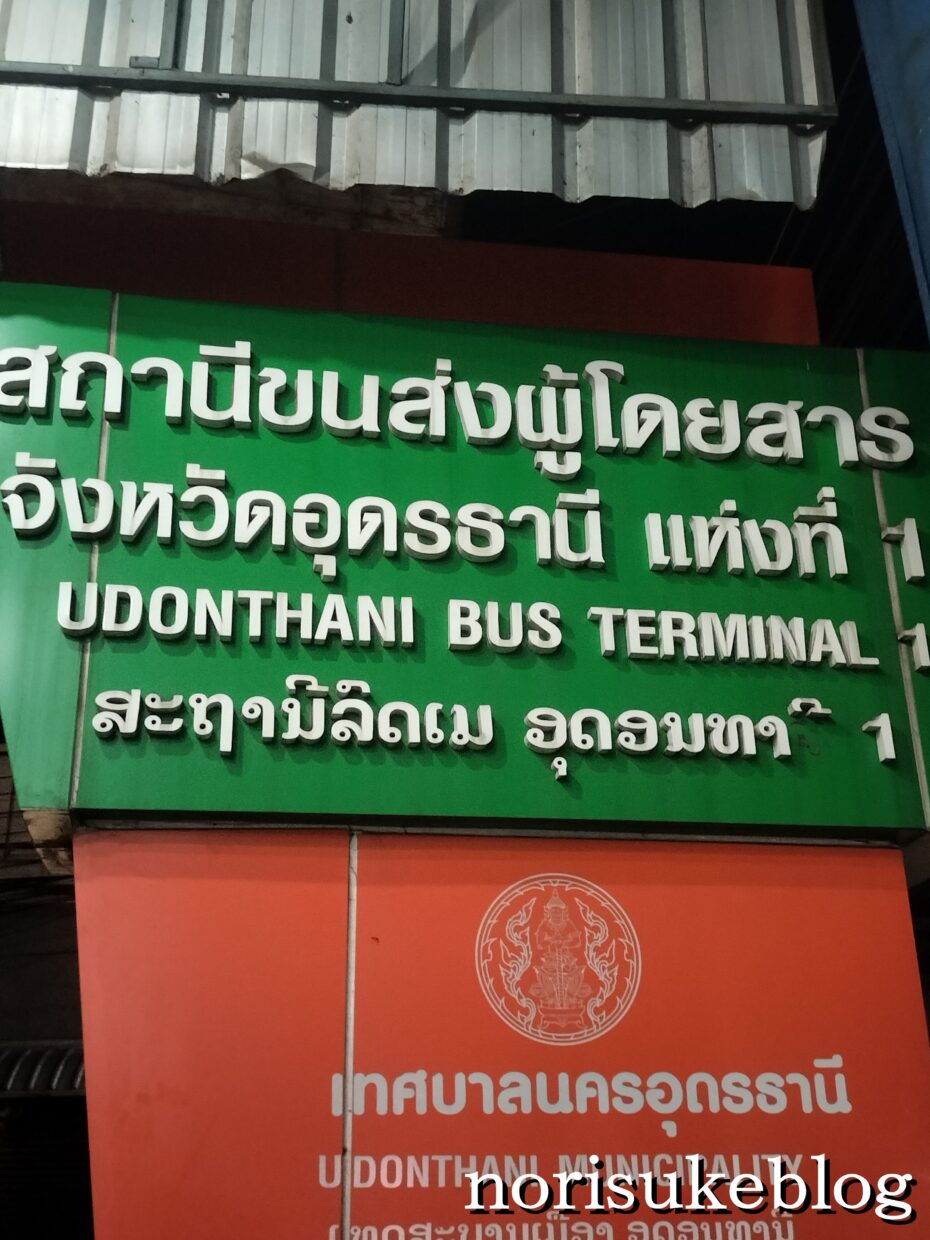 สถานีขนส่งผู้โดยสาร
จังหวัดอุดรธานี แห่งที่ 1
UDONTHANI BUS TERMINAL 1
ສະຖານີລົດເມ ອຸດອນທາ 1
เทศบาลนครอุดรธานี
UDONTHANI MUNICIPALITY
norisukeblog